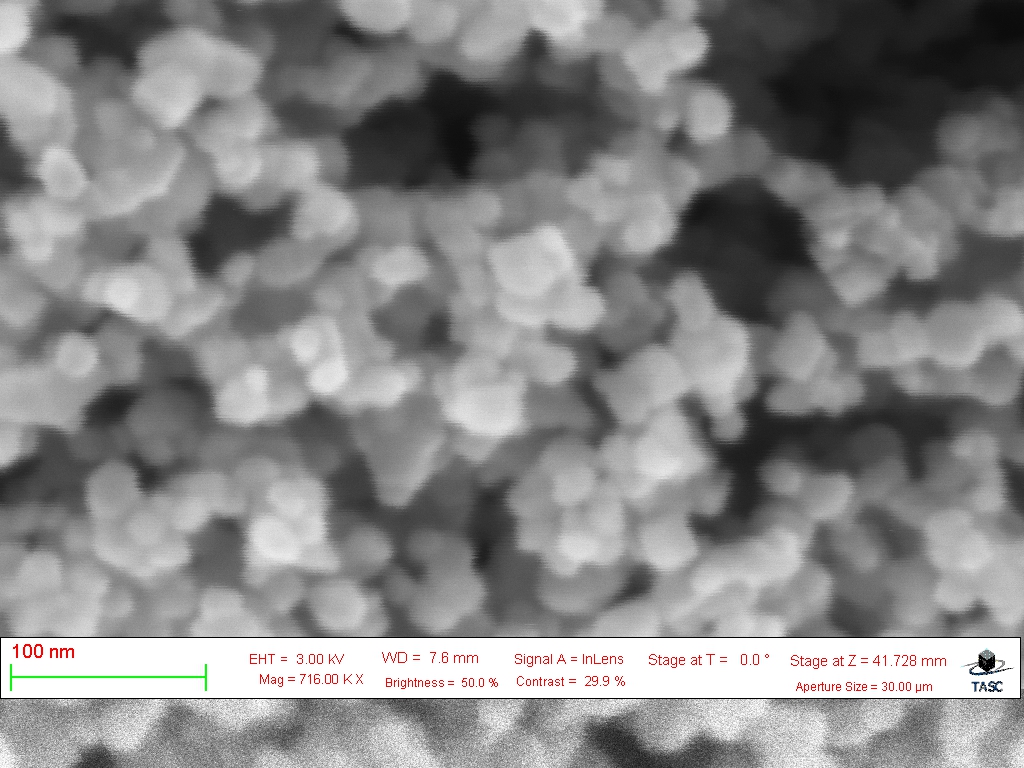 100 nm
EHT = 3.00 kV WD = 7.6 mm Signal A = InLens Stage at T = 0.0 ° Stage at Z = 41.728 mm
Mag = 716.00 K X Brightness = 50.0 % Contrast = 29.9 % Aperture Size = 30.00 µm
TASC